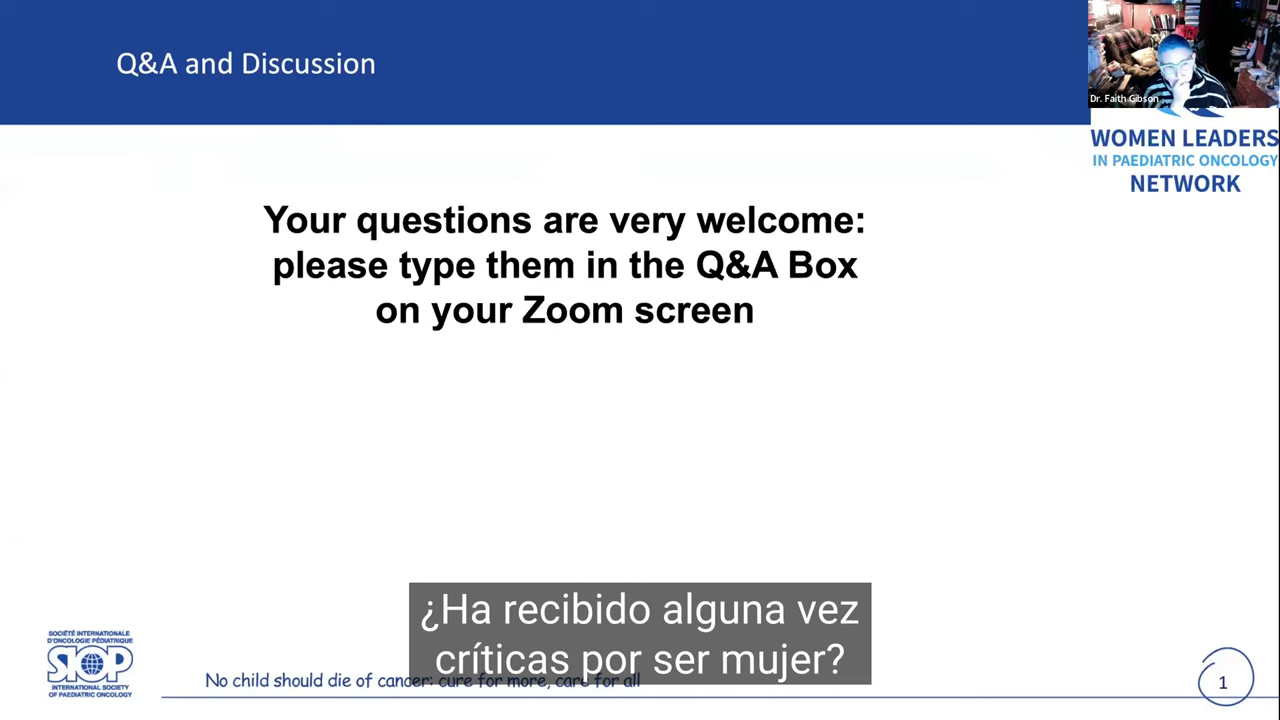 Q&A and Discussion
Dr. Faith Gibson
WOMEN LEADERS
IN PAEDIATRIC ONCOLOGY
NETWORK
Your questions are very welcome:
please type them in the Q&A Box
on your Zoom screen
¿Ha recibido alguna vez
críticas por ser mujer?
SOCIÉTÉ INTERNATIONALE
D'ONCOLOGIE PÉDIATRIQUE
SIOP
INTERNATIONAL SOCIETY
OF PAEDIATRIC ONCOLOGY
No child should die of cancer: cure for more, care for all
1